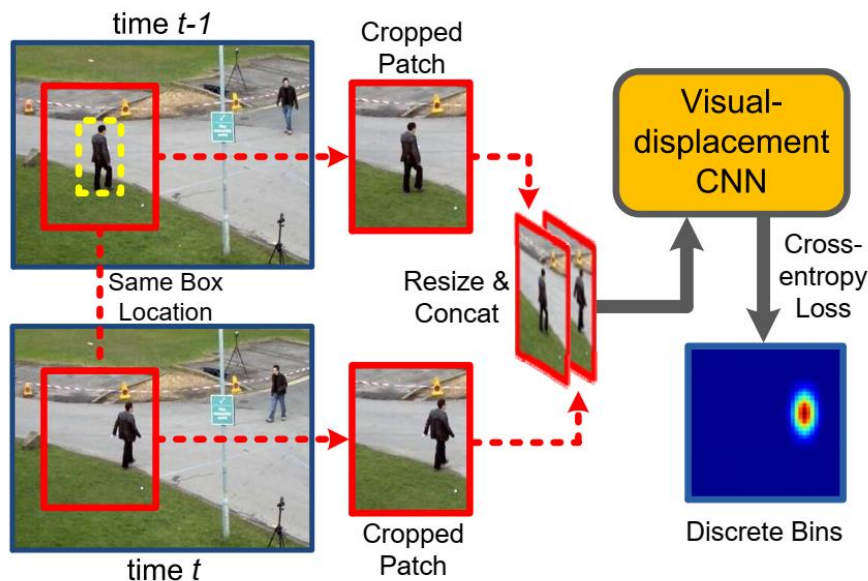 time t-1
Cropped
Patch
Visual-
displacement
CNN
Same Box
Location
Resize &
Concat
Cross-
entropy
Loss
Cropped
Patch
time t
Discrete Bins